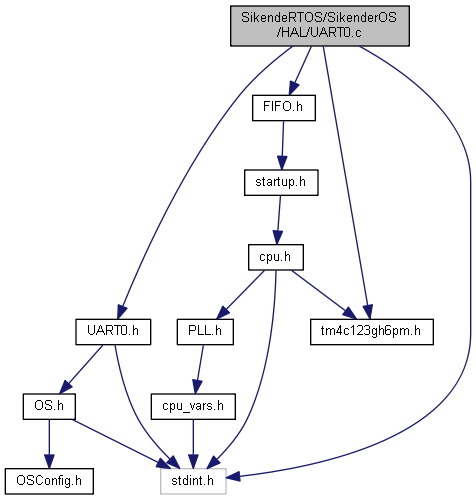 SikendeRTOS/SikenderOS
/HAL/UART0.c
FIFO.h
startup.h
cpu.h
UART0.h
PLL.h
tm4c123gh6pm.h
OS.h
cpu_vars.h
OSConfig.h
stdint.h